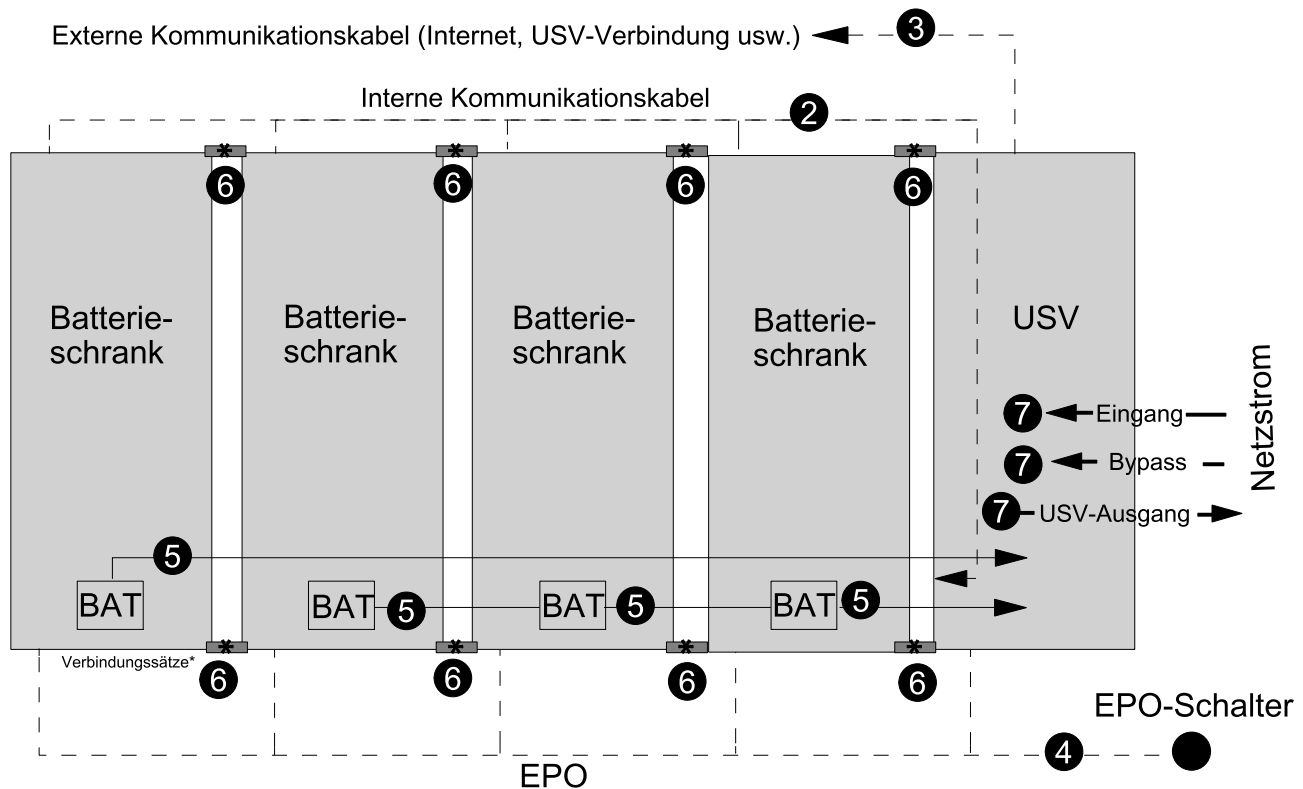 Externe Kommunikationskabel (Internet, USV-Verbindung usw.)
3
Interne Kommunikationskabel
2
* * * *
6 6 6 6
Batterie-
schrank
Batterie-
schrank
Batterie-
schrank
Batterie-
schrank
USV
7 Eingang
7 Bypass
7 USV-Ausgang
Netzstrom
5
BAT
BAT 5
BAT 5
BAT 5
* * * *
Verbindungssätze*
6 6 6 6
EPO-Schalter
4
EPO